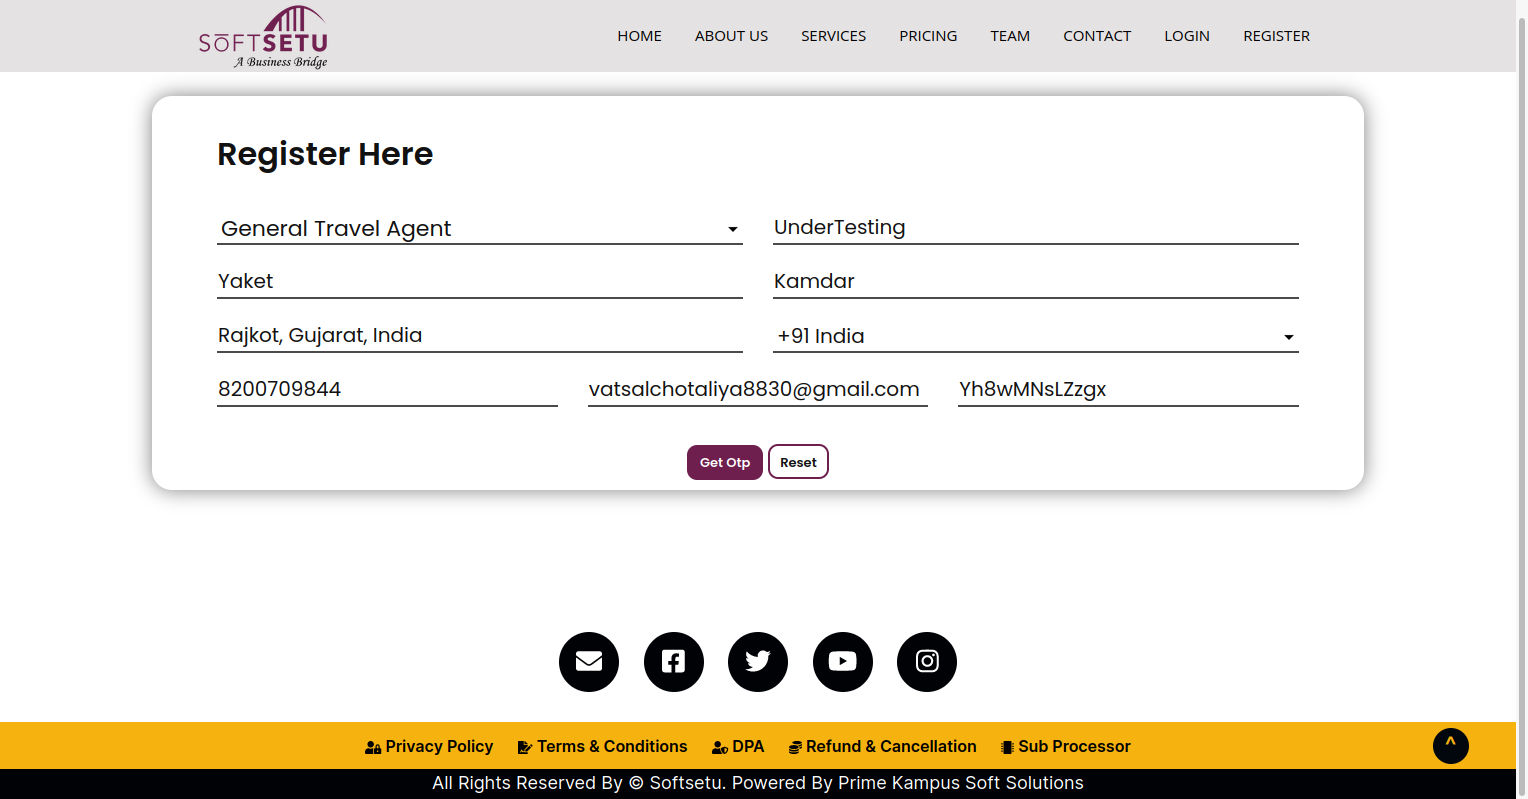 SOFTSETU
A Business Bridge
HOME ABOUT US SERVICES PRICING TEAM CONTACT LOGIN REGISTER
Register Here
General Travel Agent UnderTesting
Yaket Kamdar
Rajkot, Gujarat, India +91 India
8200709844 vatsalchotaliya8830@gmail.com Yh8wMNsLZzgx
Get Otp Reset
Privacy Policy Terms & Conditions DPA Refund & Cancellation Sub Processor ^
All Rights Reserved By © Softsetu. Powered By Prime Kampus Soft Solutions